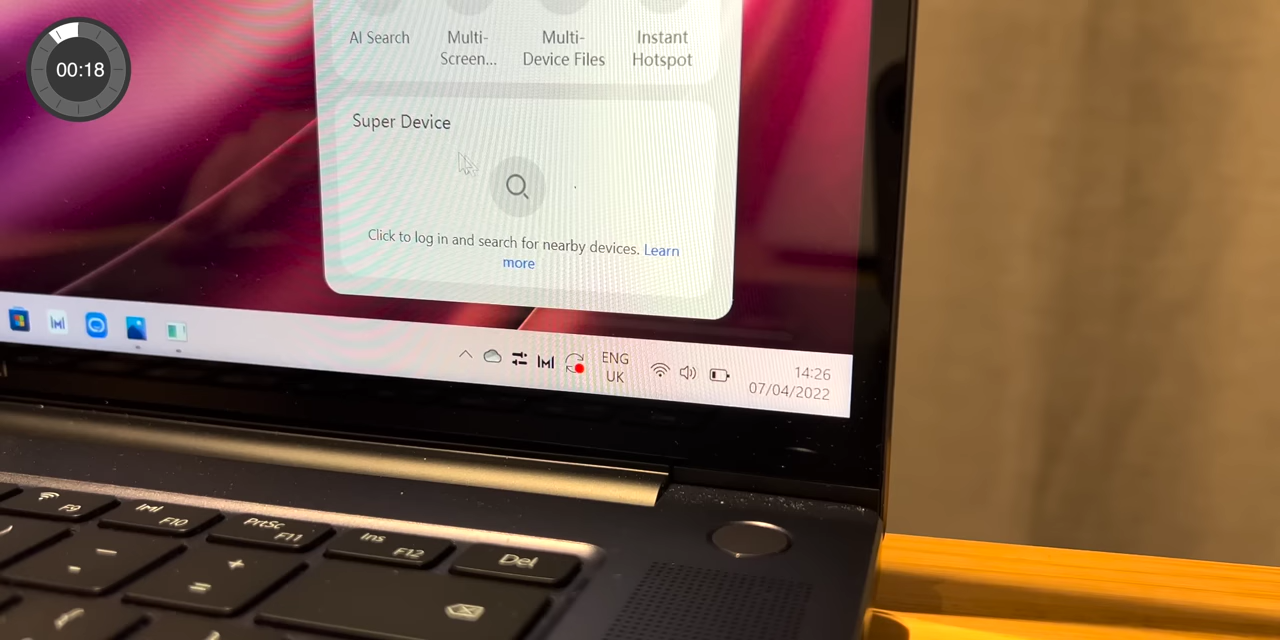 00:18
AI Search
Multi-
Screen...
Multi-
Device Files
Instant
Hotspot
Super Device
Click to log in and search for nearby devices. Learn
more
ENG
UK
14:26
07/04/2022
F9
F10
PrtSc
F11
Ins
F12
Del
-
+
=